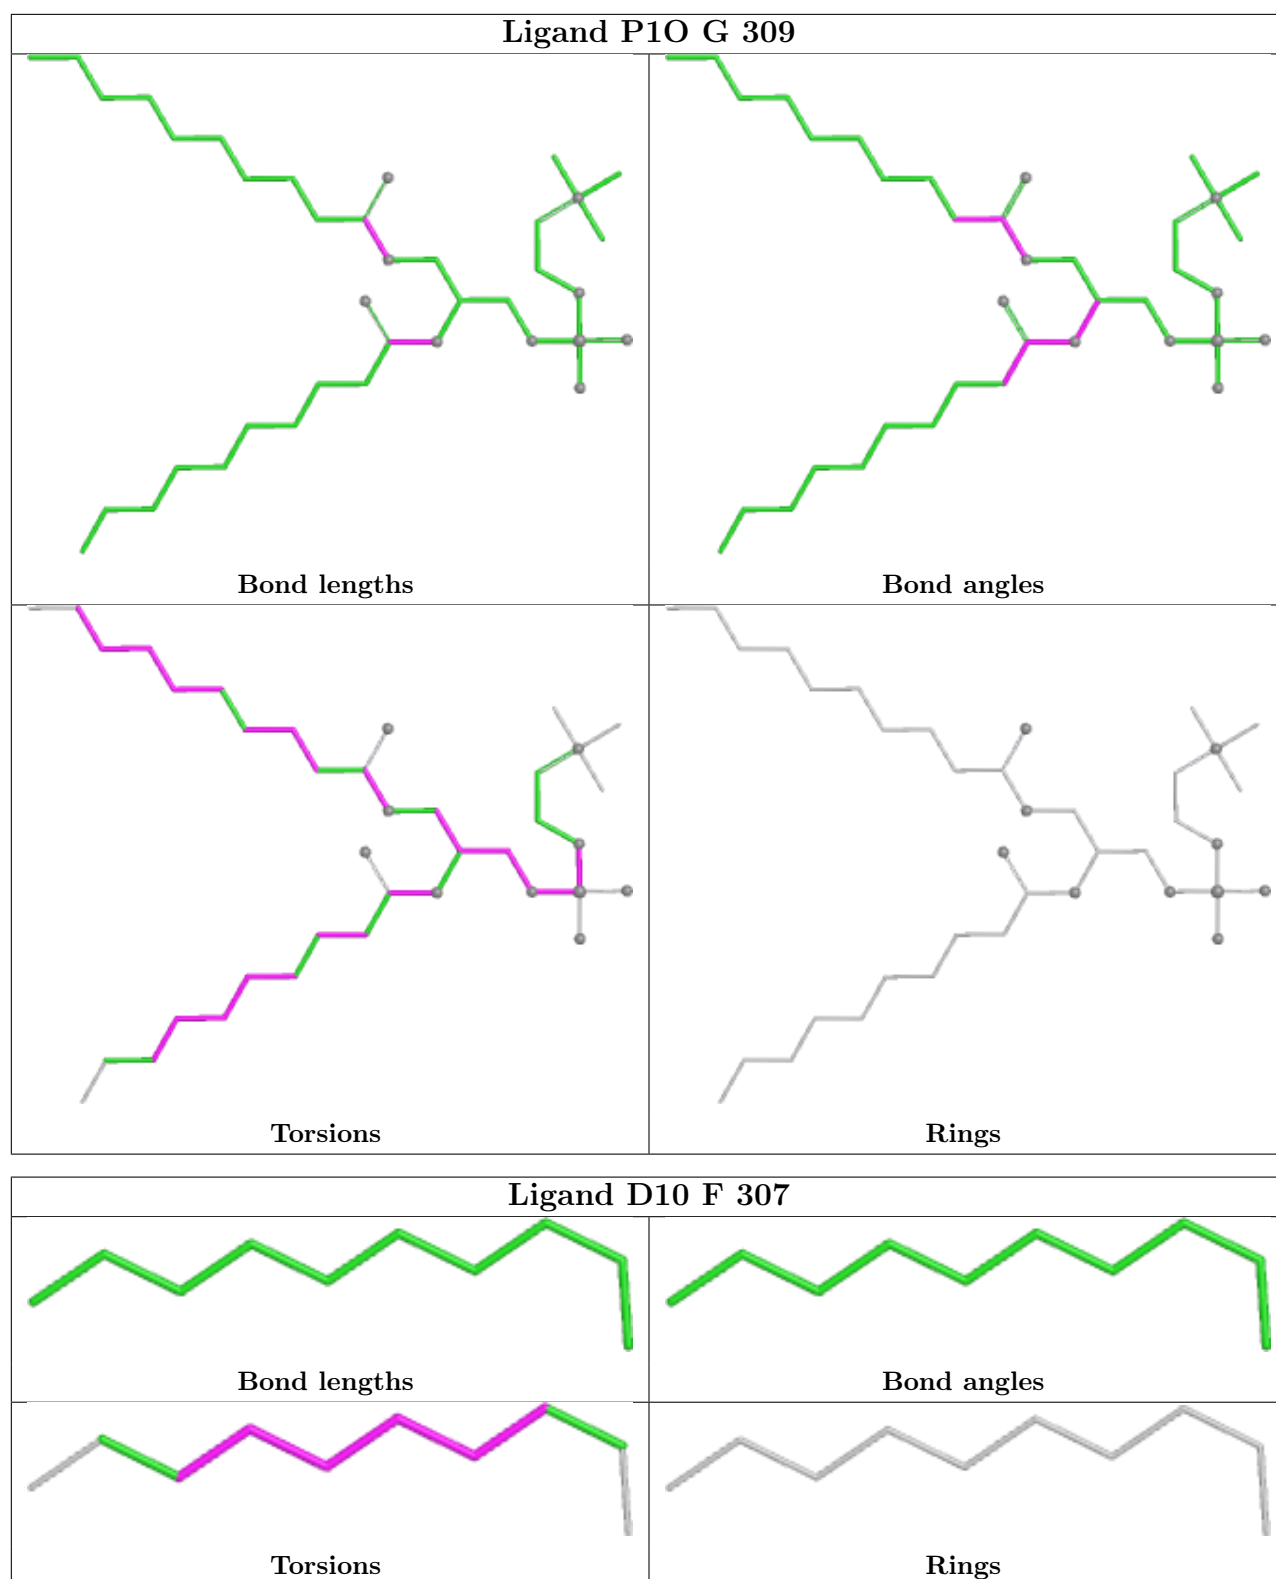 Ligand P1O G 309
Bond lengths
Bond angles
Torsions
Rings
Ligand D10 F 307
Bond lengths
Bond angles
Torsions
Rings